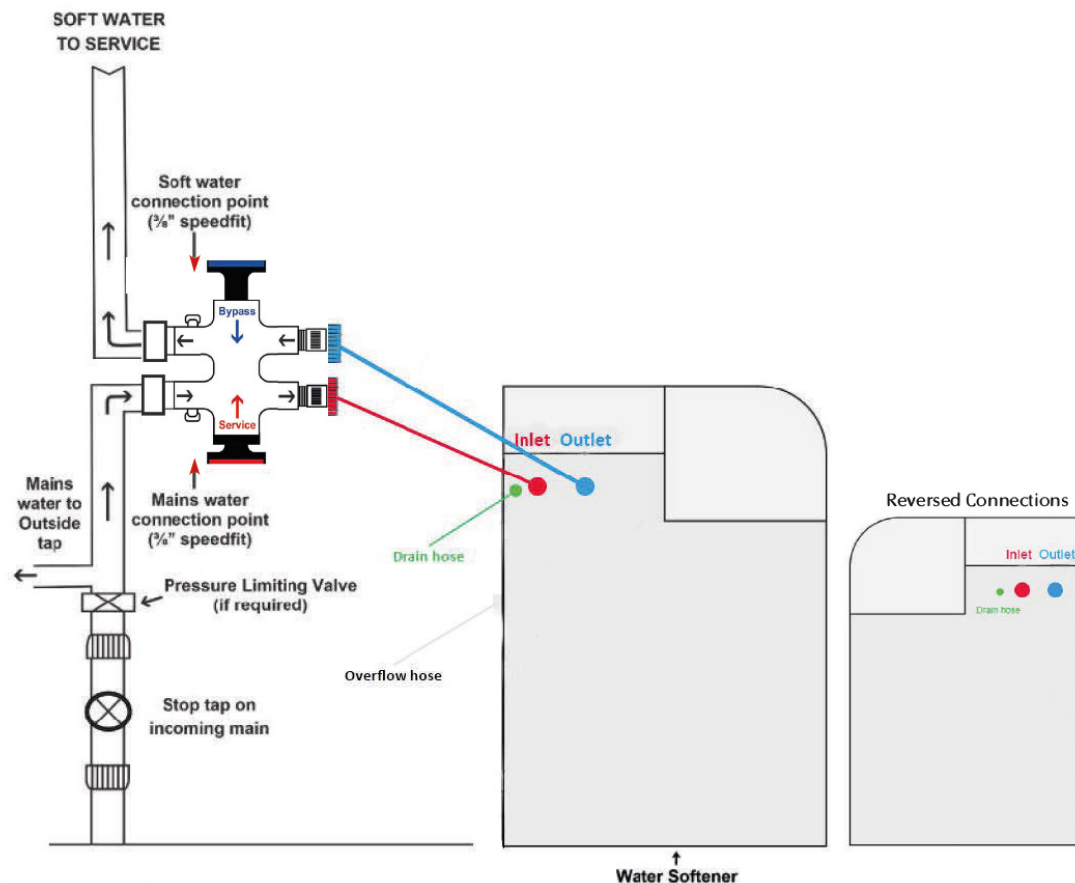 SOFT WATER
TO SERVICE
Soft water
connection point
(⅜" speedfit)
Bypass
Service
Mains
water to
Outside
tap
Mains water
connection point
(⅜" speedfit)
Pressure Limiting Valve
(if required)
Stop tap on
incoming main
Inlet Outlet
Drain hose
Overflow hose
Water Softener
Reversed Connections
Inlet Outlet
Drain hose